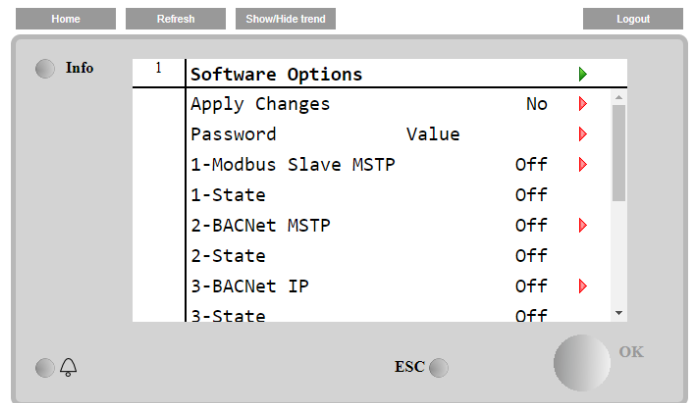 Home Refresh Show/Hide trend Logout
Info
1 Software Options
Apply Changes No
Password Value
1-Modbus Slave MSTP Off
1-State Off
2-BACNet MSTP Off
2-State Off
3-BACNet IP Off
3-State Off
ESC OK